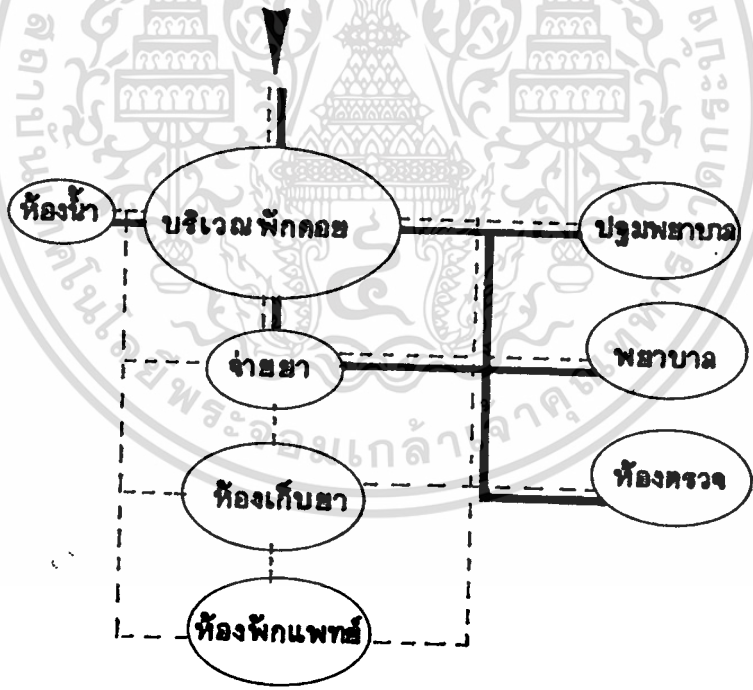 ห้องน้ำ
บริเวณพักคอย
ปฐมพยาบาล
จ่ายยา
พยาบาล
ห้องเก็บยา
ห้องตรวจ
ห้องพักแพทย์